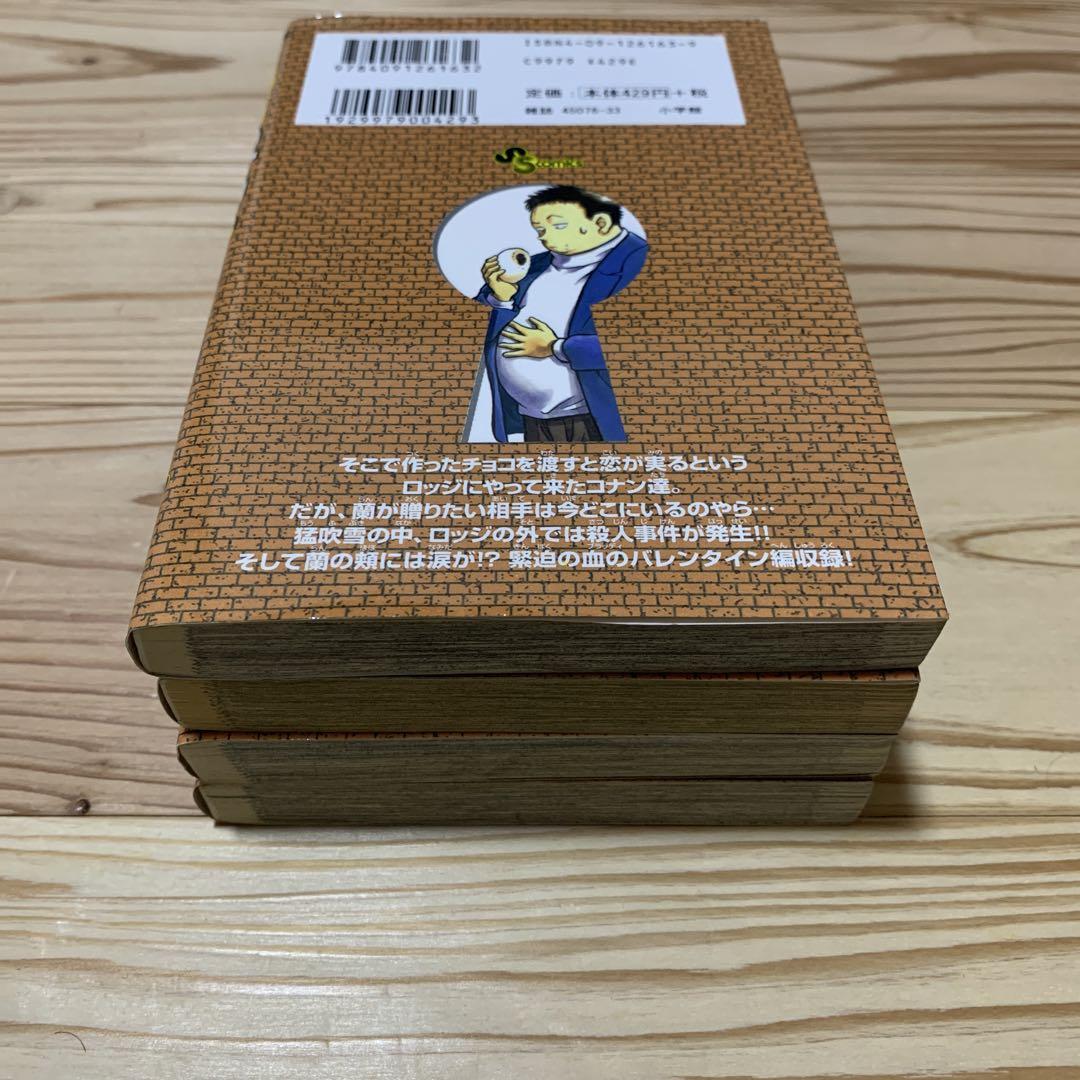 ISBN4-09-126163-9
9784091261632
C9979 ¥429E
定価：本体429円＋税
1929979004293
雑誌 45076-33 小学館
SS comics
そこで作ったチョコを渡すと恋が実るという
ロッジにやって来たコナン達。
だが、蘭が贈りたい相手は今どこにいるのやら…
猛吹雪の中、ロッジの外では殺人事件が発生!!
そして蘭の頬には涙が!? 緊迫の血のバレンタイン編収録!